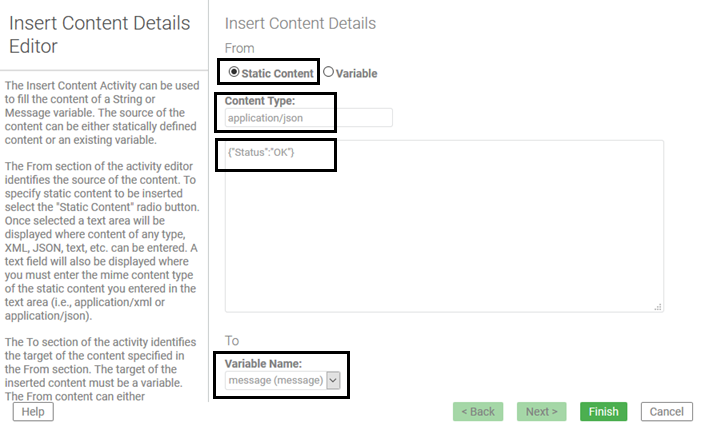 Insert Content Details
Editor
The Insert Content Activity can be used
to fill the content of a String or
Message variable. The source of the
content can be either statically defined
content or an existing variable.
The From section of the activity editor
identifies the source of the content. To
specify static content to be inserted
select the "Static Content" radio button.
Once selected a text area will be
displayed where content of any type,
XML, JSON, text, etc. can be entered. A
text field will also be displayed where
you must enter the mime content type
of the static content you entered in the
text area (i.e., application/xml or
application/json).
The To section of the activity identifies
the target of the content specified in
the From section. The target of the
inserted content must be a variable.
The From content can either
Help
Insert Content Details
From
Static Content Variable
Content Type:
application/json
{"Status":"OK"}
To
Variable Name:
message (message)
< Back Next > Finish Cancel